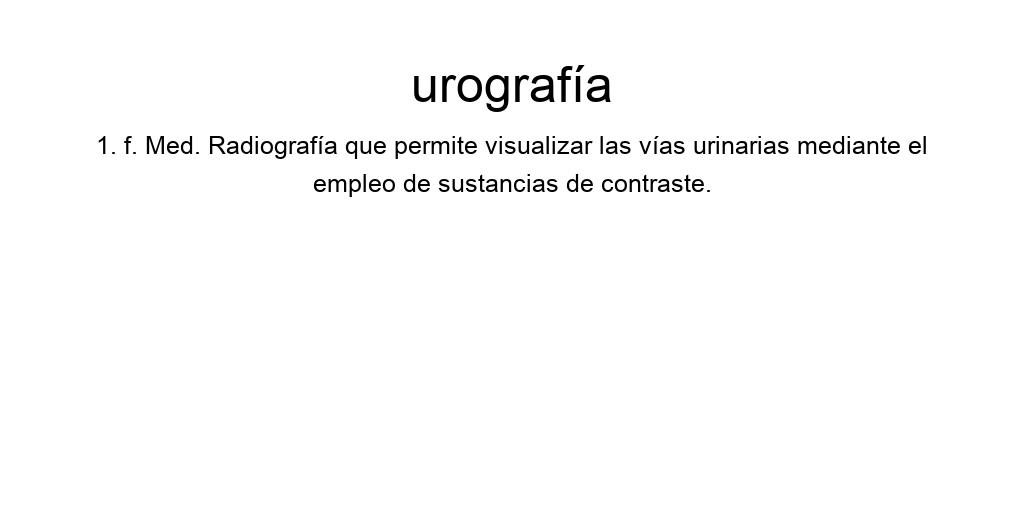 urografía
1. f. Med. Radiografía que permite visualizar las vías urinarias mediante el
empleo de sustancias de contraste.